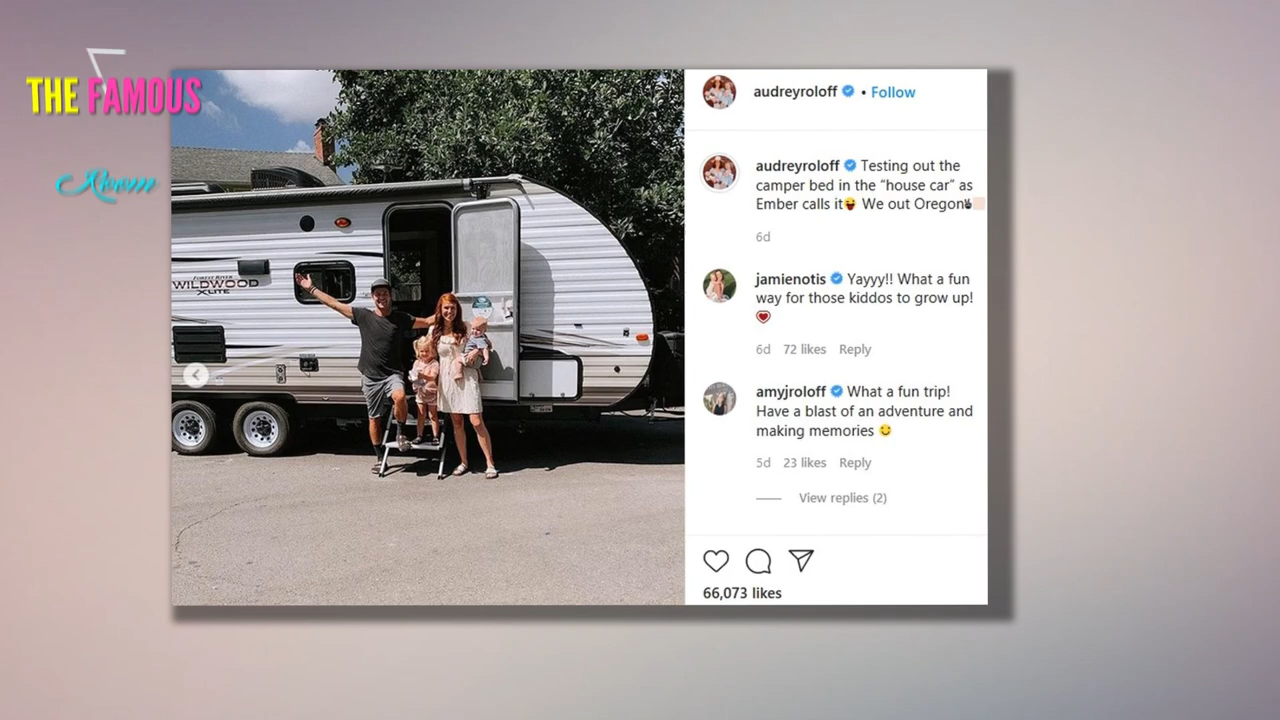 THE FAMOUS
Room
FOREST RIVER
WILDWOOD
X-LITE
audreyroloff • Follow
audreyroloff Testing out the
camper bed in the “house car” as
Ember calls it😜 We out Oregon✌🏻
6d
jamienotis Yayyy!! What a fun
way for those kiddos to grow up!
❤️
6d 72 likes Reply
amyjroloff What a fun trip!
Have a blast of an adventure and
making memories 😉
5d 23 likes Reply
View replies (2)
66,073 likes